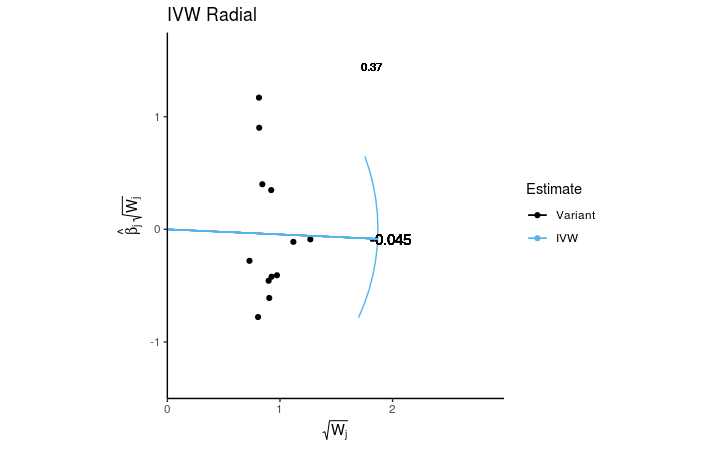 IVW Radial
0.37
1
0
-1
β̂j√Wj
-0.045
0
1
2
√Wj
Estimate
Variant
IVW